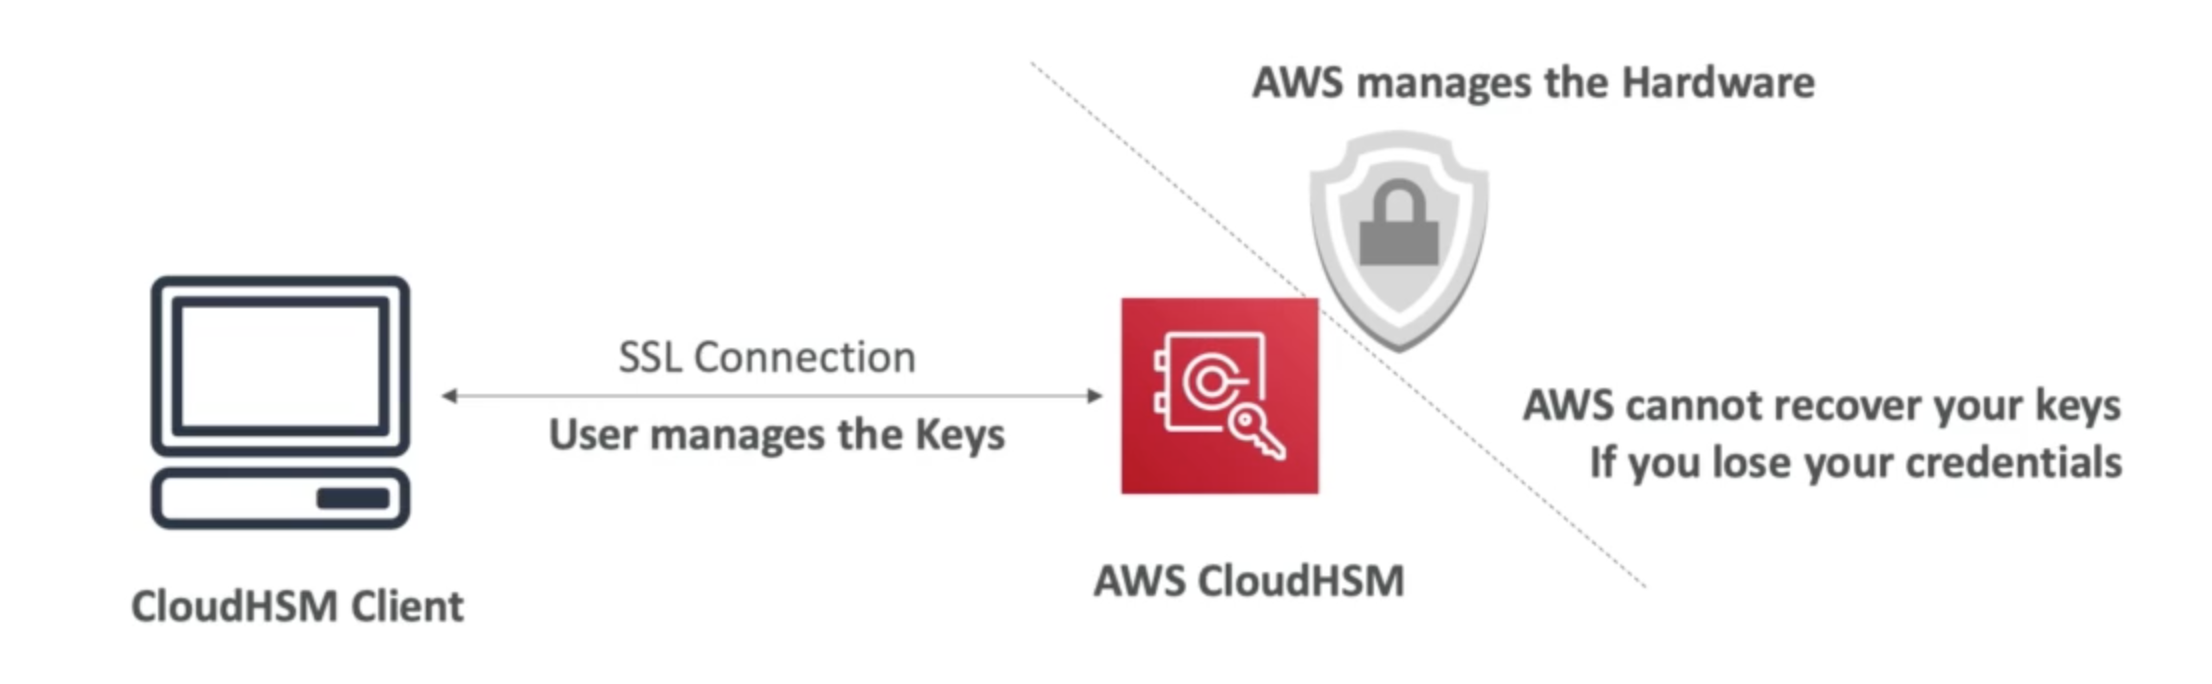 AWS manages the Hardware
SSL Connection
User manages the Keys
AWS cannot recover your keys
If you lose your credentials
AWS CloudHSM
CloudHSM Client